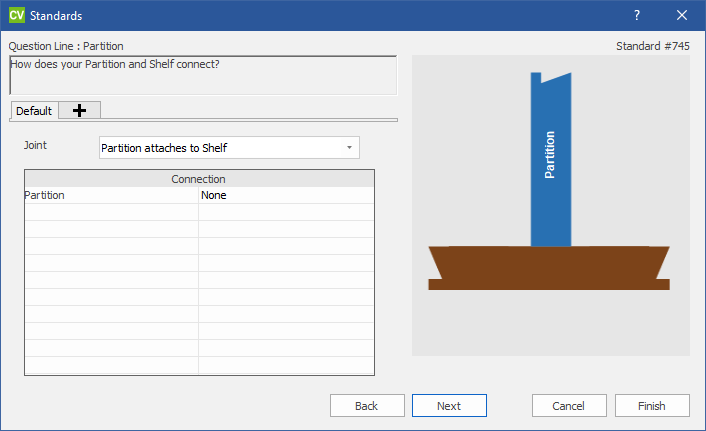 CV Standards
Question Line : Partition
Standard #745
How does your Partition and Shelf connect?
Default
Joint
Partition attaches to Shelf
Connection
Partition None
Partition
Back Next Cancel Finish